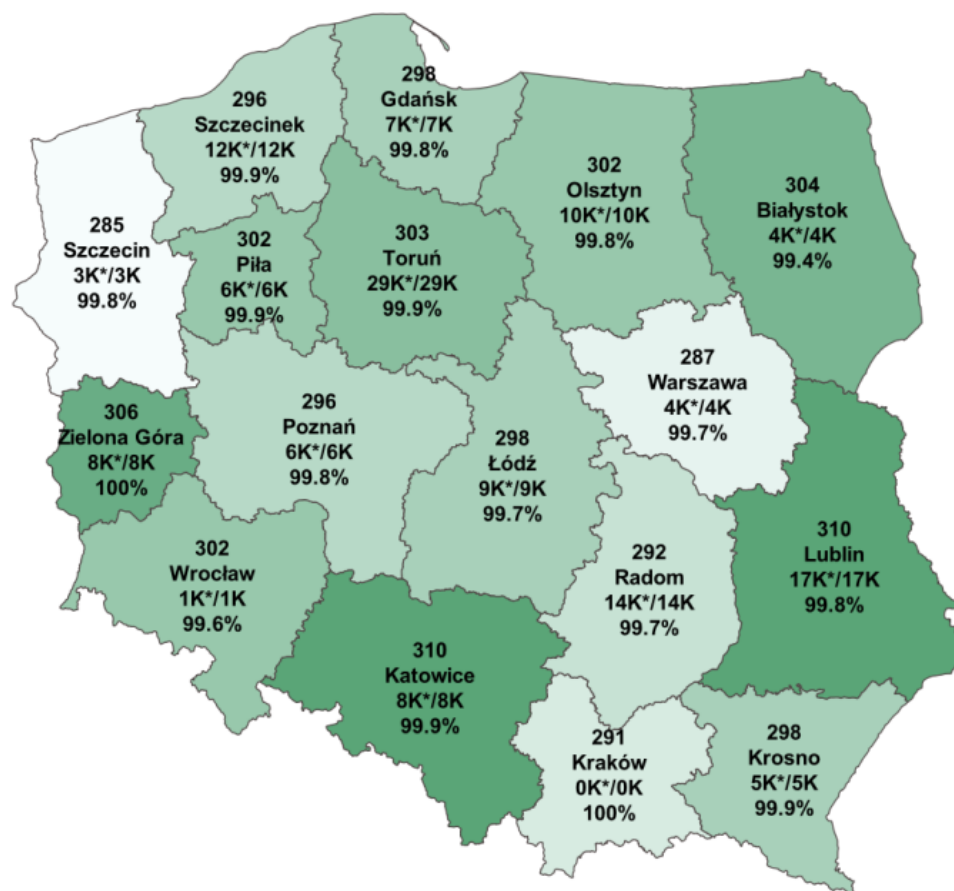 298
Gdańsk
7K*/7K
99.8%
296
Szczecinek
12K*/12K
99.9%
302
Olsztyn
10K*/10K
99.8%
304
Białystok
4K*/4K
99.4%
285
Szczecin
3K*/3K
99.8%
302
Piła
6K*/6K
99.9%
303
Toruń
29K*/29K
99.9%
287
Warszawa
4K*/4K
99.7%
306
Zielona Góra
8K*/8K
100%
296
Poznań
6K*/6K
99.8%
298
Łódź
9K*/9K
99.7%
310
Lublin
17K*/17K
99.8%
302
Wrocław
1K*/1K
99.6%
292
Radom
14K*/14K
99.7%
310
Katowice
8K*/8K
99.9%
291
Kraków
0K*/0K
100%
298
Krosno
5K*/5K
99.9%